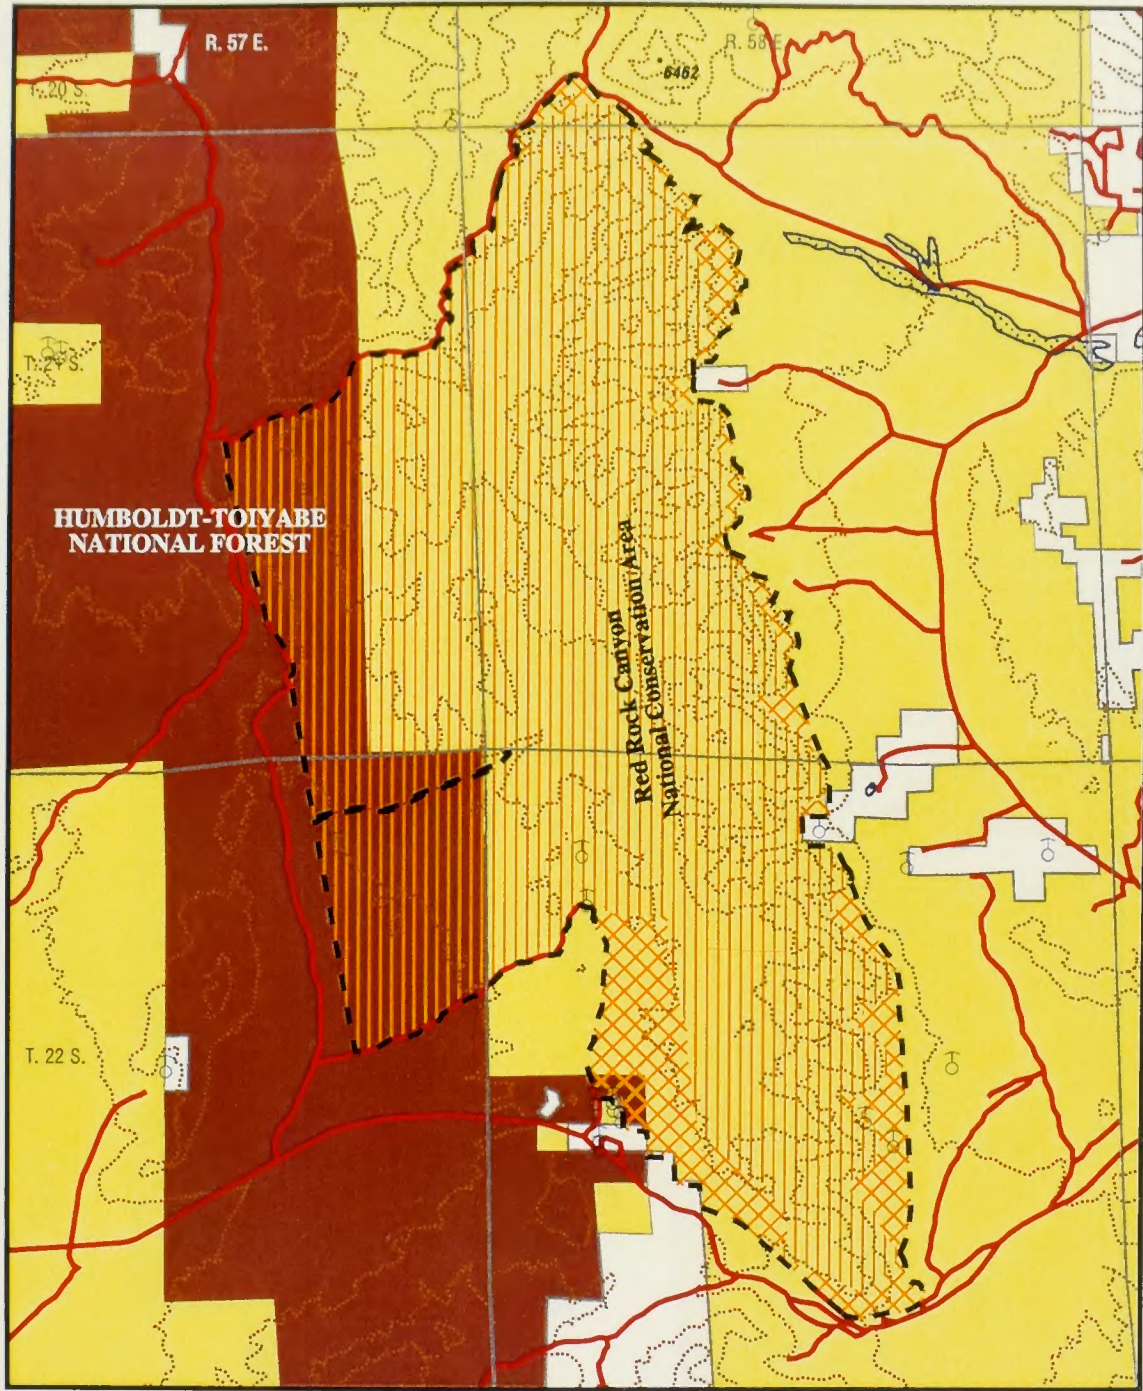 R. 57 E.
R. 58 E.
6462
T. 20 S.
T. 21 S.
HUMBOLDT-TOIYABE
NATIONAL FOREST
Red Rock Canyon
National Conservation Area
T. 22 S.